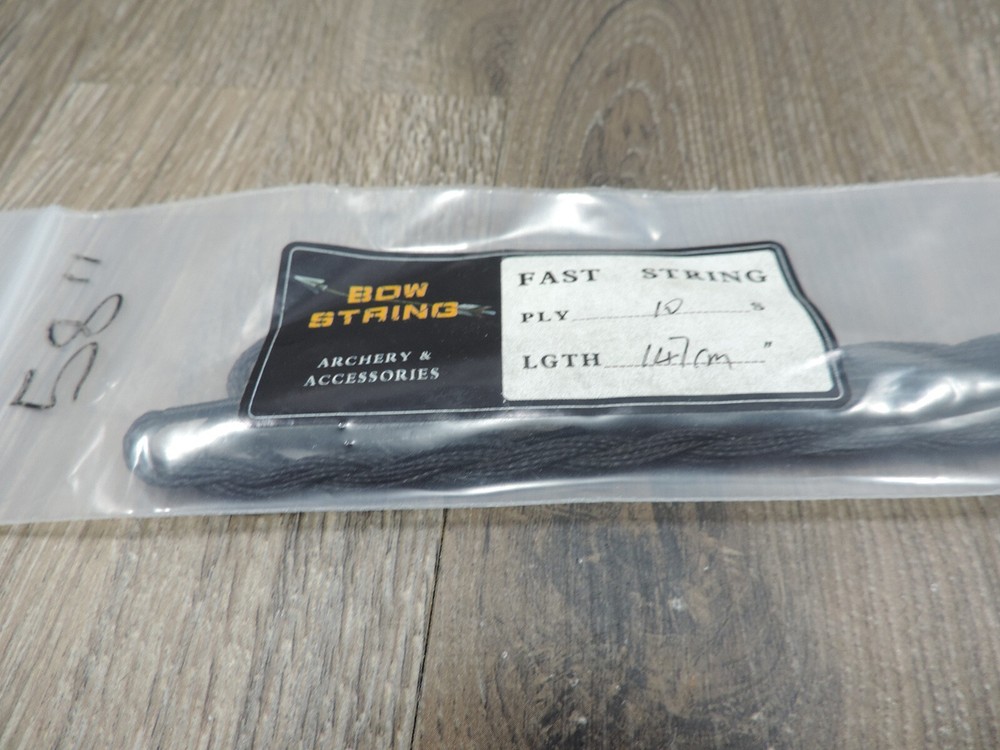 58"
BOW
STRING
ARCHERY &
ACCESSORIES
FAST STRING
PLY 10 S
LGTH 147cm "